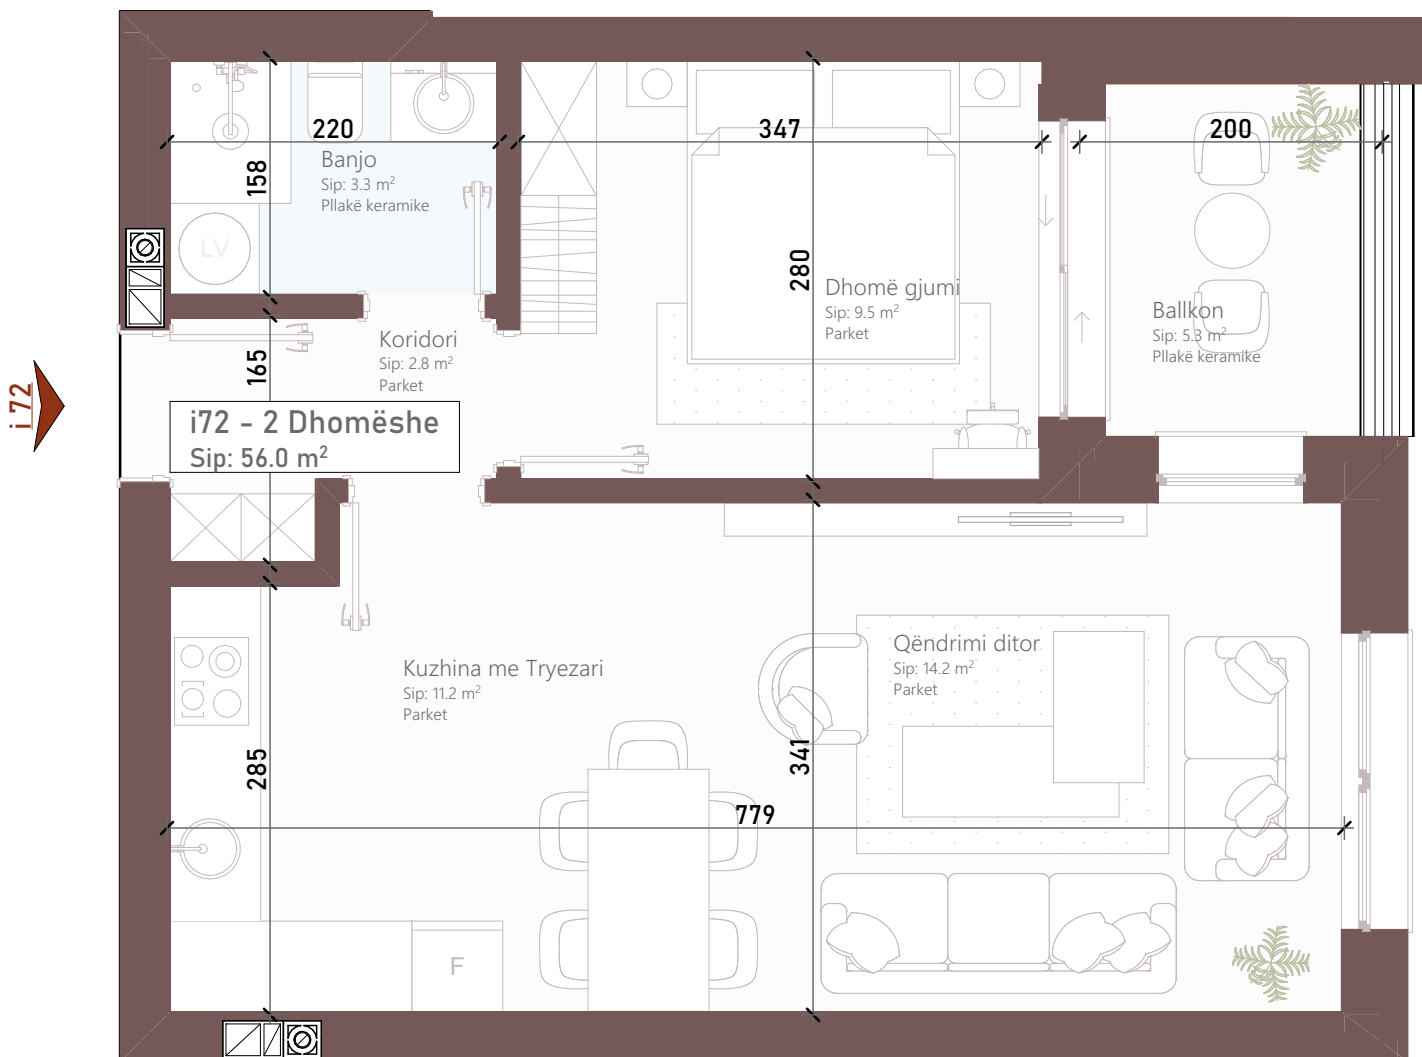 220
347
200
Banjo
Sip: 3.3 m²
Pllakë keramike
158
LV
280
Dhomë gjumi
Sip: 9.5 m²
Parket
Ballkon
Sip: 5.3 m²
Pllakë keramike
Koridori
Sip: 2.8 m²
Parket
165
i 72
i72 - 2 Dhomëshe
Sip: 56.0 m²
Qëndrimi ditor
Sip: 14.2 m²
Parket
Kuzhina me Tryezari
Sip: 11.2 m²
Parket
285
341
779
F